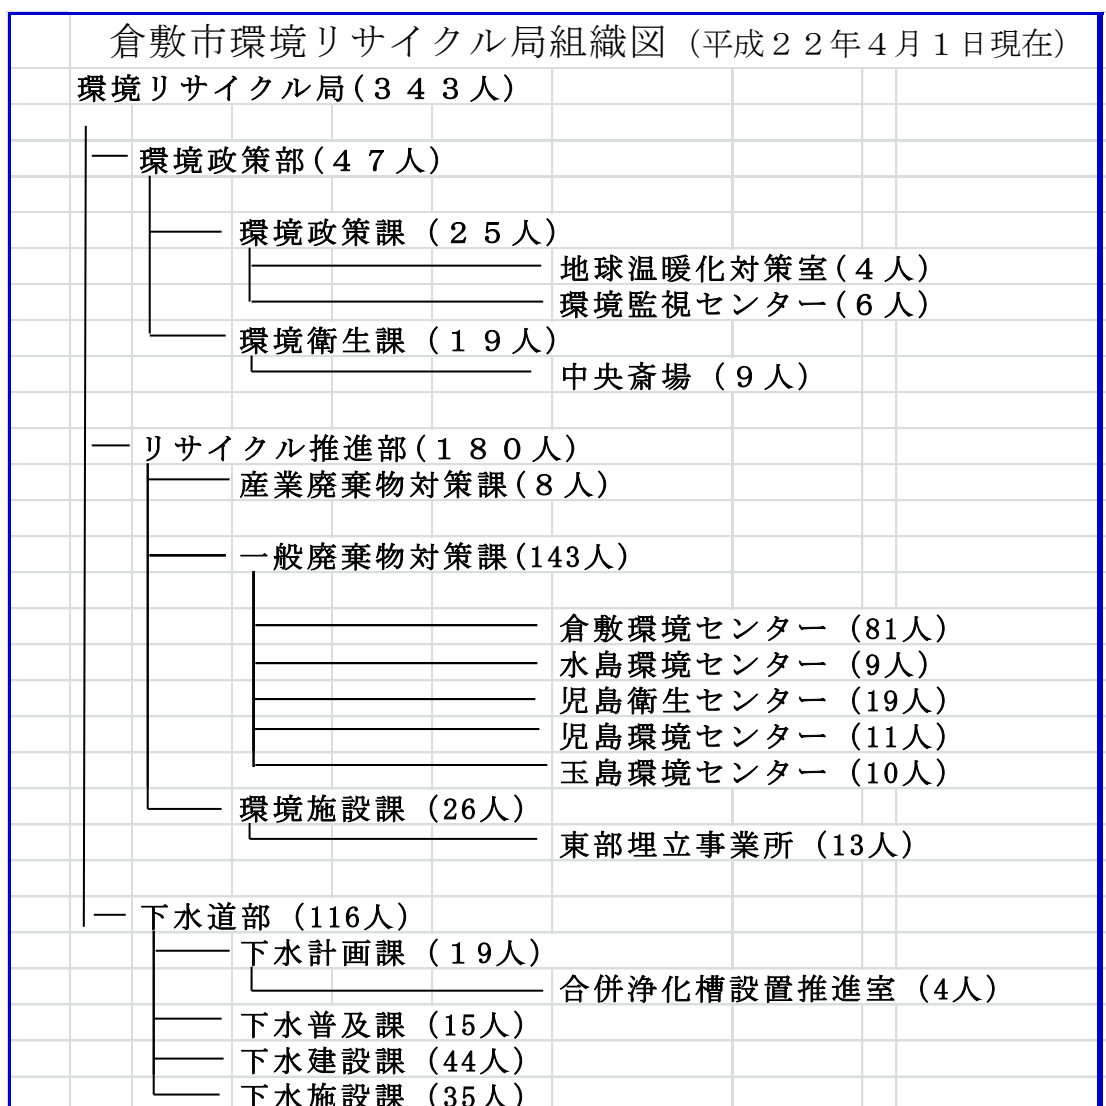 倉敷市環境リサイクル局組織図（平成２２年４月１日現在）
環境リサイクル局(３４３人)
環境政策部(４７人)
環境政策課（２５人）
地球温暖化対策室(４人)
環境監視センター(６人)
環境衛生課（１９人）
中央斎場（９人）
リサイクル推進部(１８０人)
産業廃棄物対策課(８人)
一般廃棄物対策課(143人)
倉敷環境センター（81人）
水島環境センター（9人）
児島衛生センター（19人）
児島環境センター（11人）
玉島環境センター（10人）
環境施設課（26人）
東部埋立事業所（13人）
下水道部（116人）
下水計画課（１９人）
合併浄化槽設置推進室（4人）
下水普及課（15人）
下水建設課（44人）
下水施設課（35人）